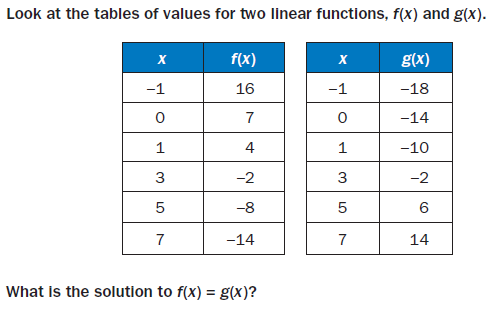 Look at the tables of values for two linear functions, f(x) and g(x).
x f(x) x g(x)
–1 16 –1 –18
0 7 0 –14
1 4 1 –10
3 –2 3 –2
5 –8 5 6
7 –14 7 14
What is the solution to f(x) = g(x)?